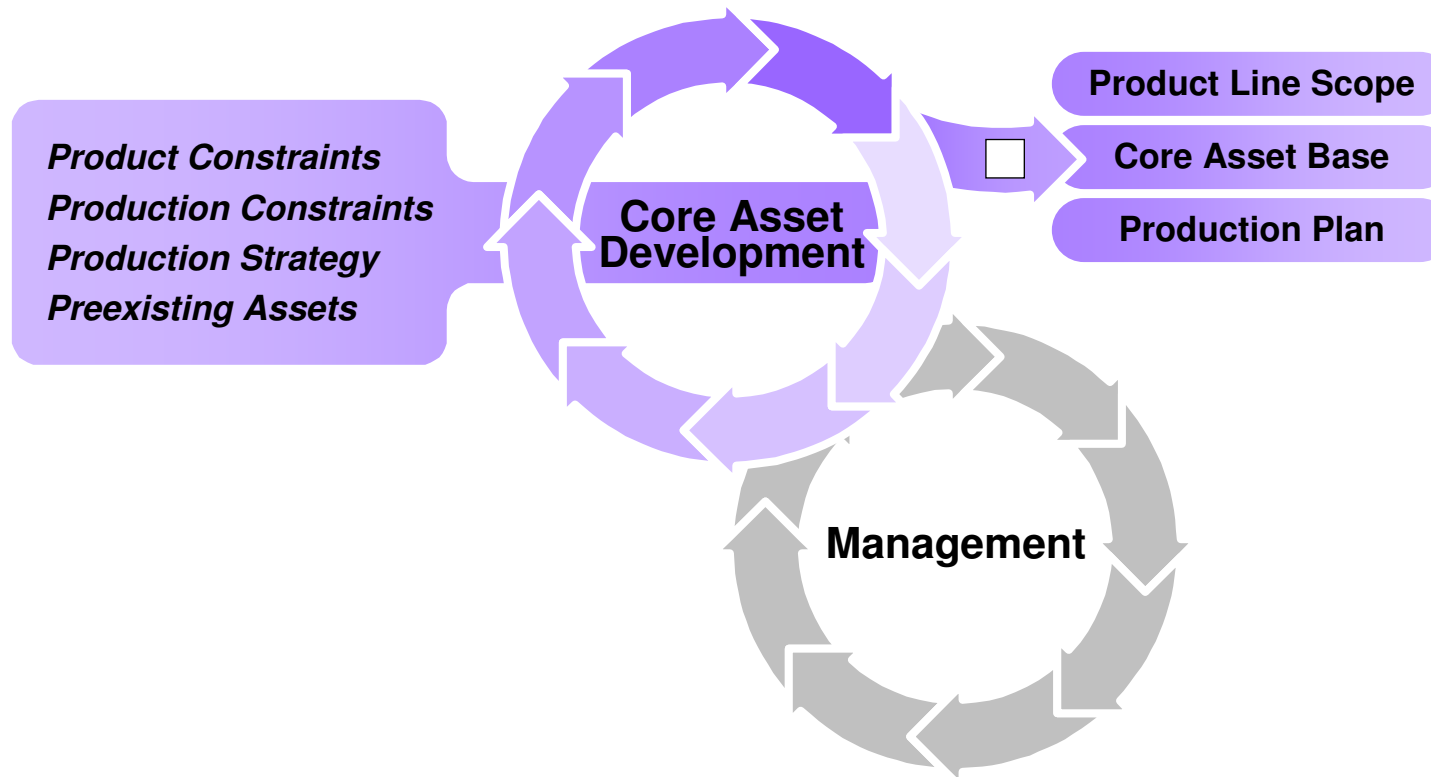 Product Constraints
Production Constraints
Production Strategy
Preexisting Assets
Core Asset
Development
Product Line Scope
Core Asset Base
Production Plan
Management